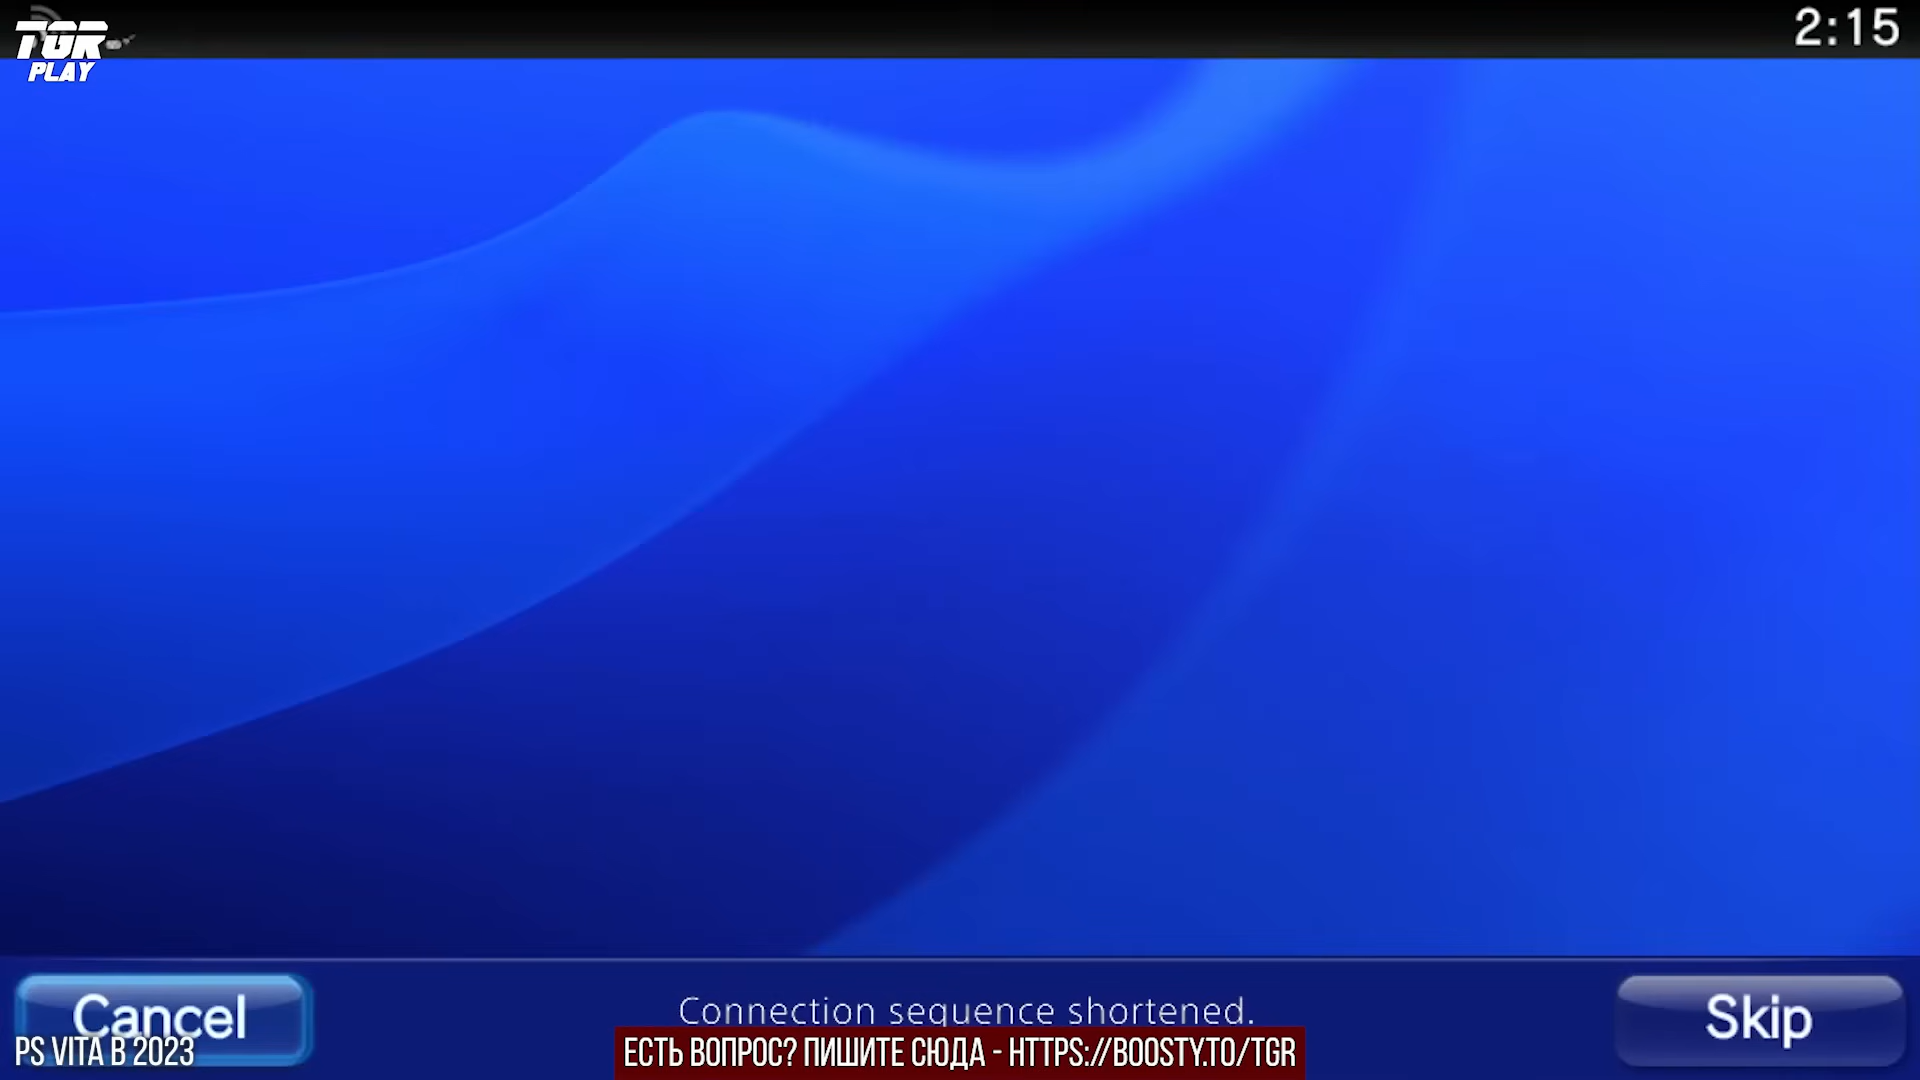 TGR
PLAY
2:15
Connection sequence shortened.
Cancel
Skip
PS VITA В 2023
ЕСТЬ ВОПРОС? ПИШИТЕ СЮДА - HTTPS://BOOSTY.TO/TGR